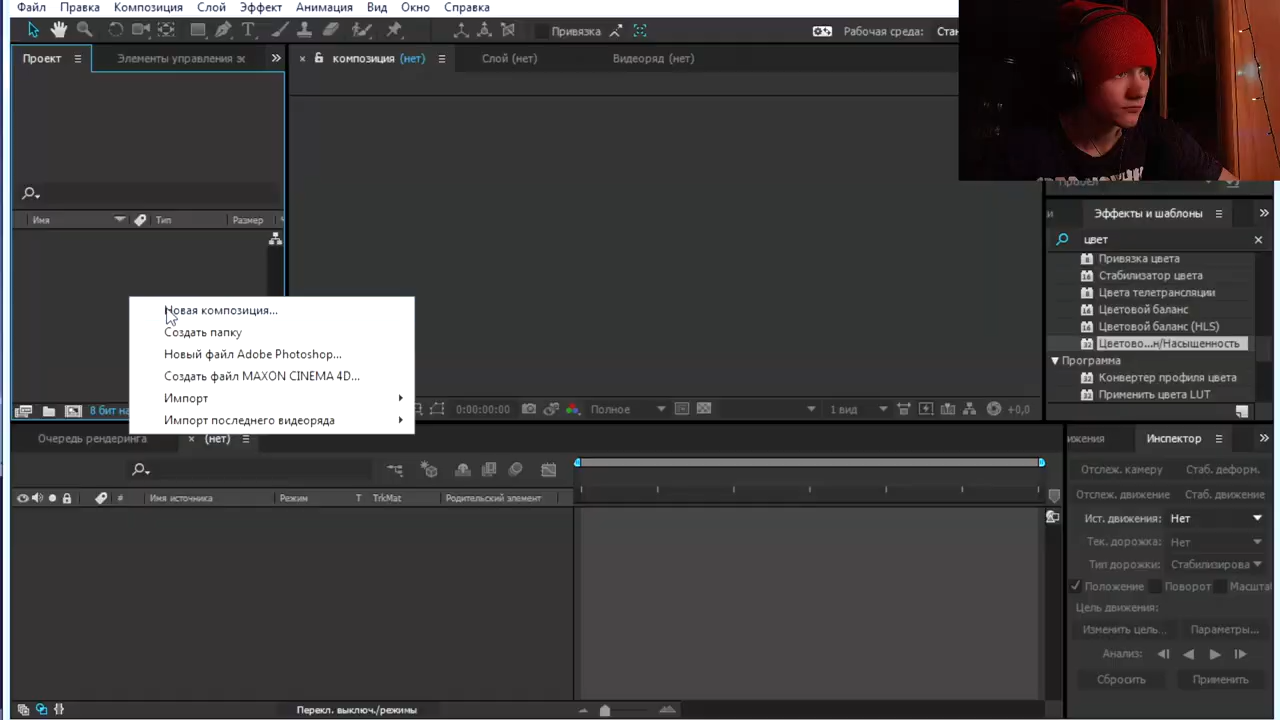 Файл Правка Композиция Слой Эффект Анимация Вид Окно Справка
Привязка Рабочая среда:
Проект Элементы управления эс композиция (нет) Слой (нет) Видеоряд (нет)
Имя Тип Размер
Эффекты и шаблоны
цвет
Привязка цвета
Стабилизатор цвета
Цвета телетрансляции
Цветовой баланс
Цветовой баланс (HLS)
Цветово...н/Насышенность
Программа
Конвертер профиля цвета
Применить цвета LUT
Новая композиция...
Создать папку
Новый файл Adobe Photoshop...
Создать файл MAXON CINEMA 4D...
Импорт
Импорт последнего видеоряда
8 бит на 0:00:00:00 Полное 1 вид +0,0
Очередь рендеринга (нет)
# Имя источника Режим T TrkMat Родительский элемент
ижения Инспектор
Отслеж. камеру Стаб. деформ.
Отслеж. движение Стаб. движение
Ист. движения: Нет
Тек. дорожка: Нет
Тип дорожки: Стабилизирова
Положение Поворот Масшта
Цель движения:
Изменить цель... Параметры...
Анализ:
Сбросить Применить
Перекл. выключ./режимы